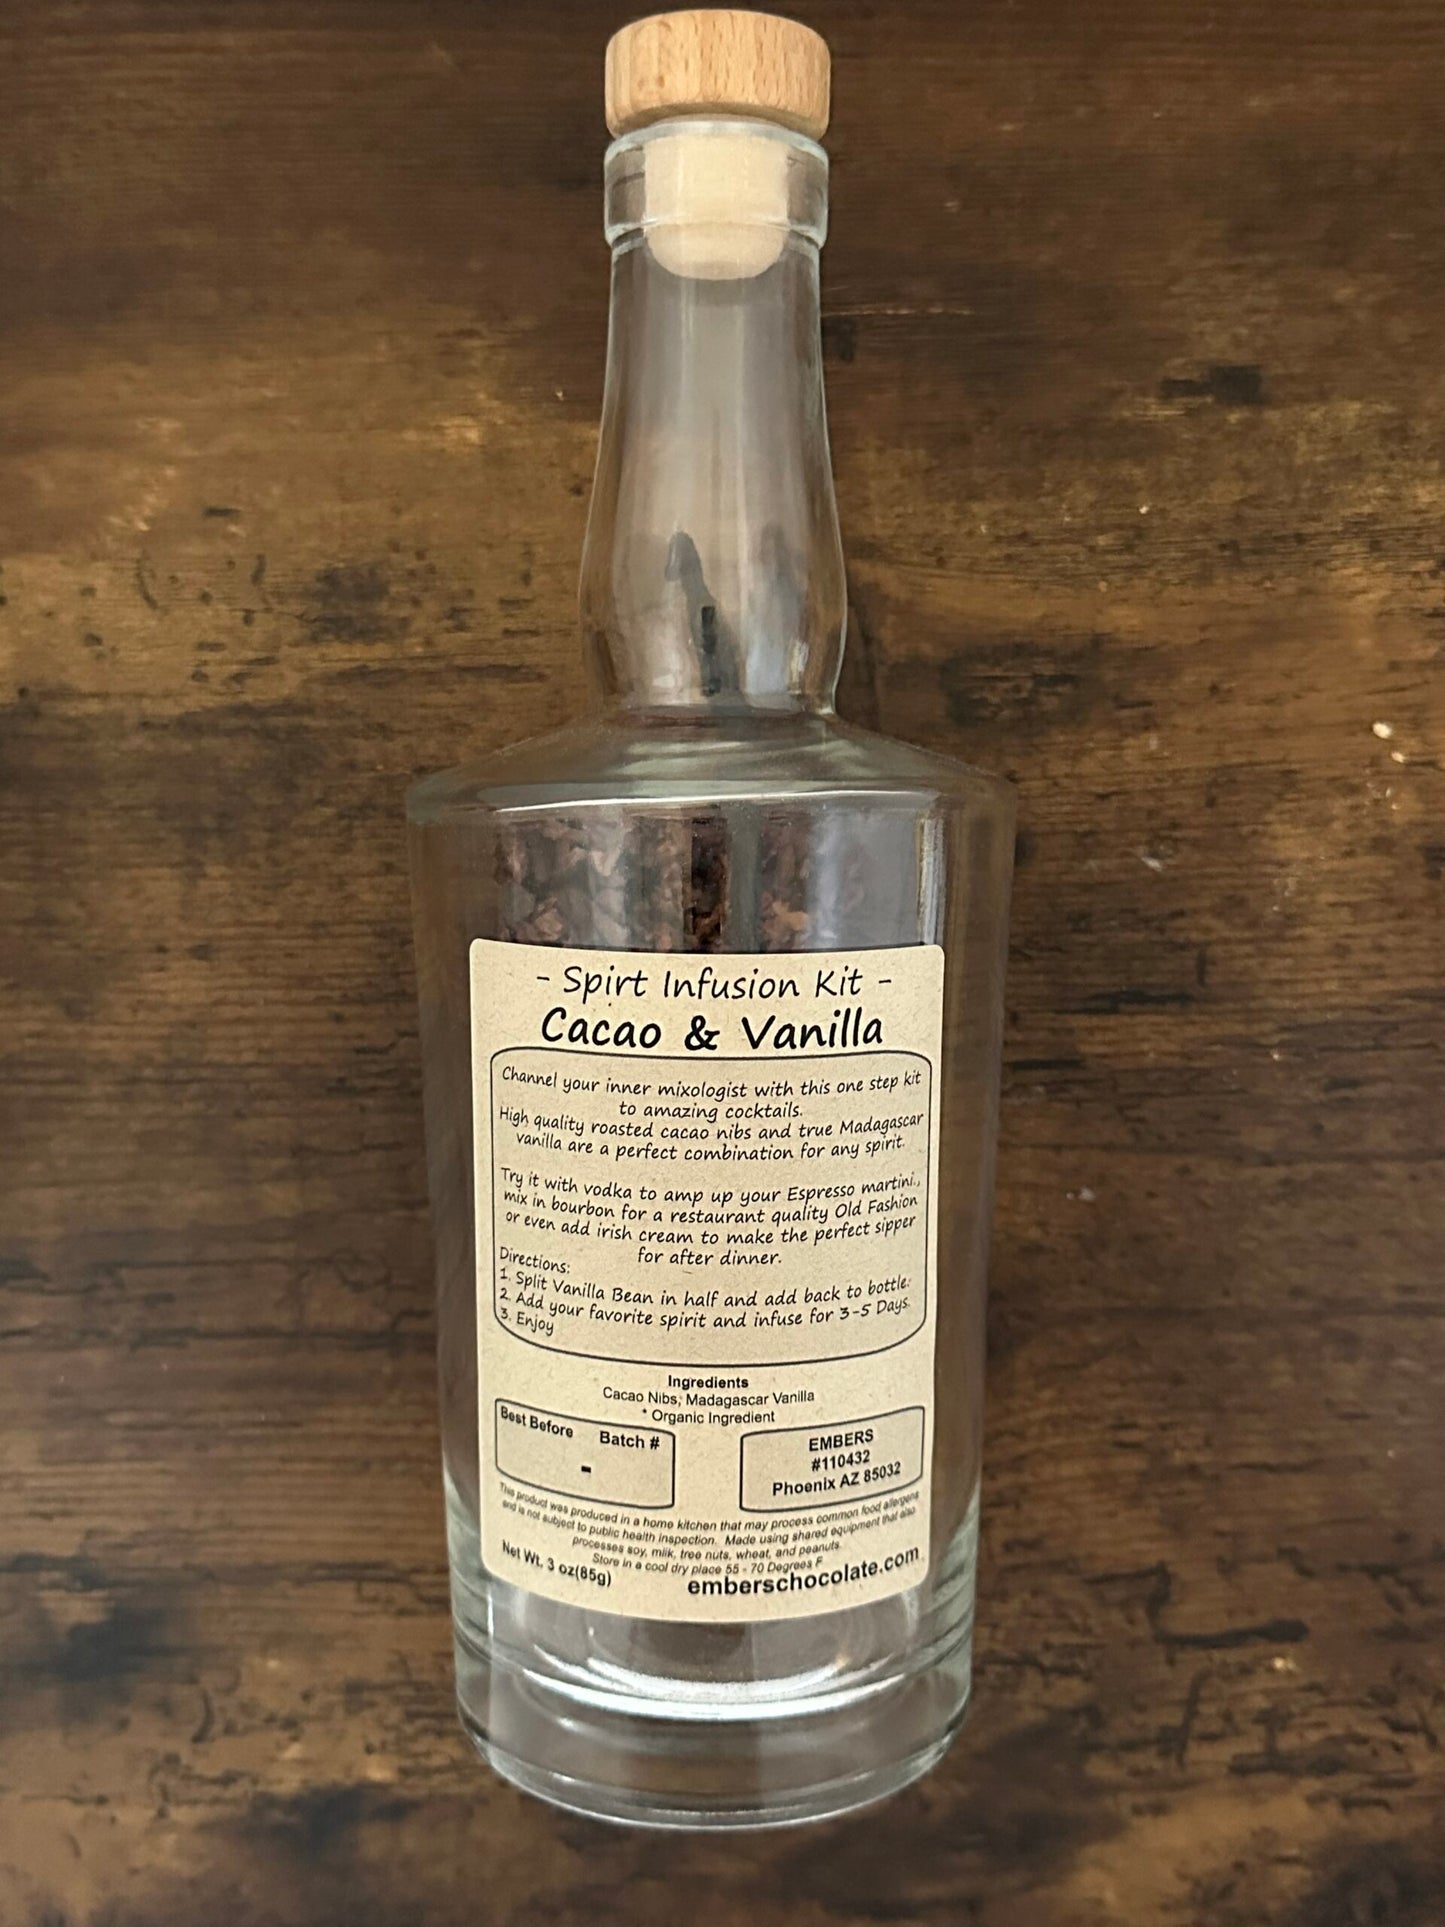 - Spirt Infusion Kit -
Cacao & Vanilla
Channel your inner mixologist with this one step kit
to amazing cocktails.
High quality roasted cacao nibs and true Madagascar
vanilla are a perfect combination for any spirit.
Try it with vodka to amp up your Espresso martini.,
mix in bourbon for a restaurant quality Old Fashion
or even add irish cream to make the perfect sipper
for after dinner.
Directions:
1. Split Vanilla Bean in half and add back to bottle.
2. Add your favorite spirit and infuse for 3-5 Days.
3. Enjoy
Ingredients
Cacao Nibs, Madagascar Vanilla
* Organic Ingredient
Best Before Batch #
-
EMBERS
#110432
Phoenix AZ 85032
This product was produced in a home kitchen that may process common food allergens
and is not subject to public health inspection. Made using shared equipment that also
processes soy, milk, tree nuts, wheat, and peanuts.
Store in a cool dry place 55 - 70 Degrees F
Net Wt. 3 oz(85g)
emberschocolate.com